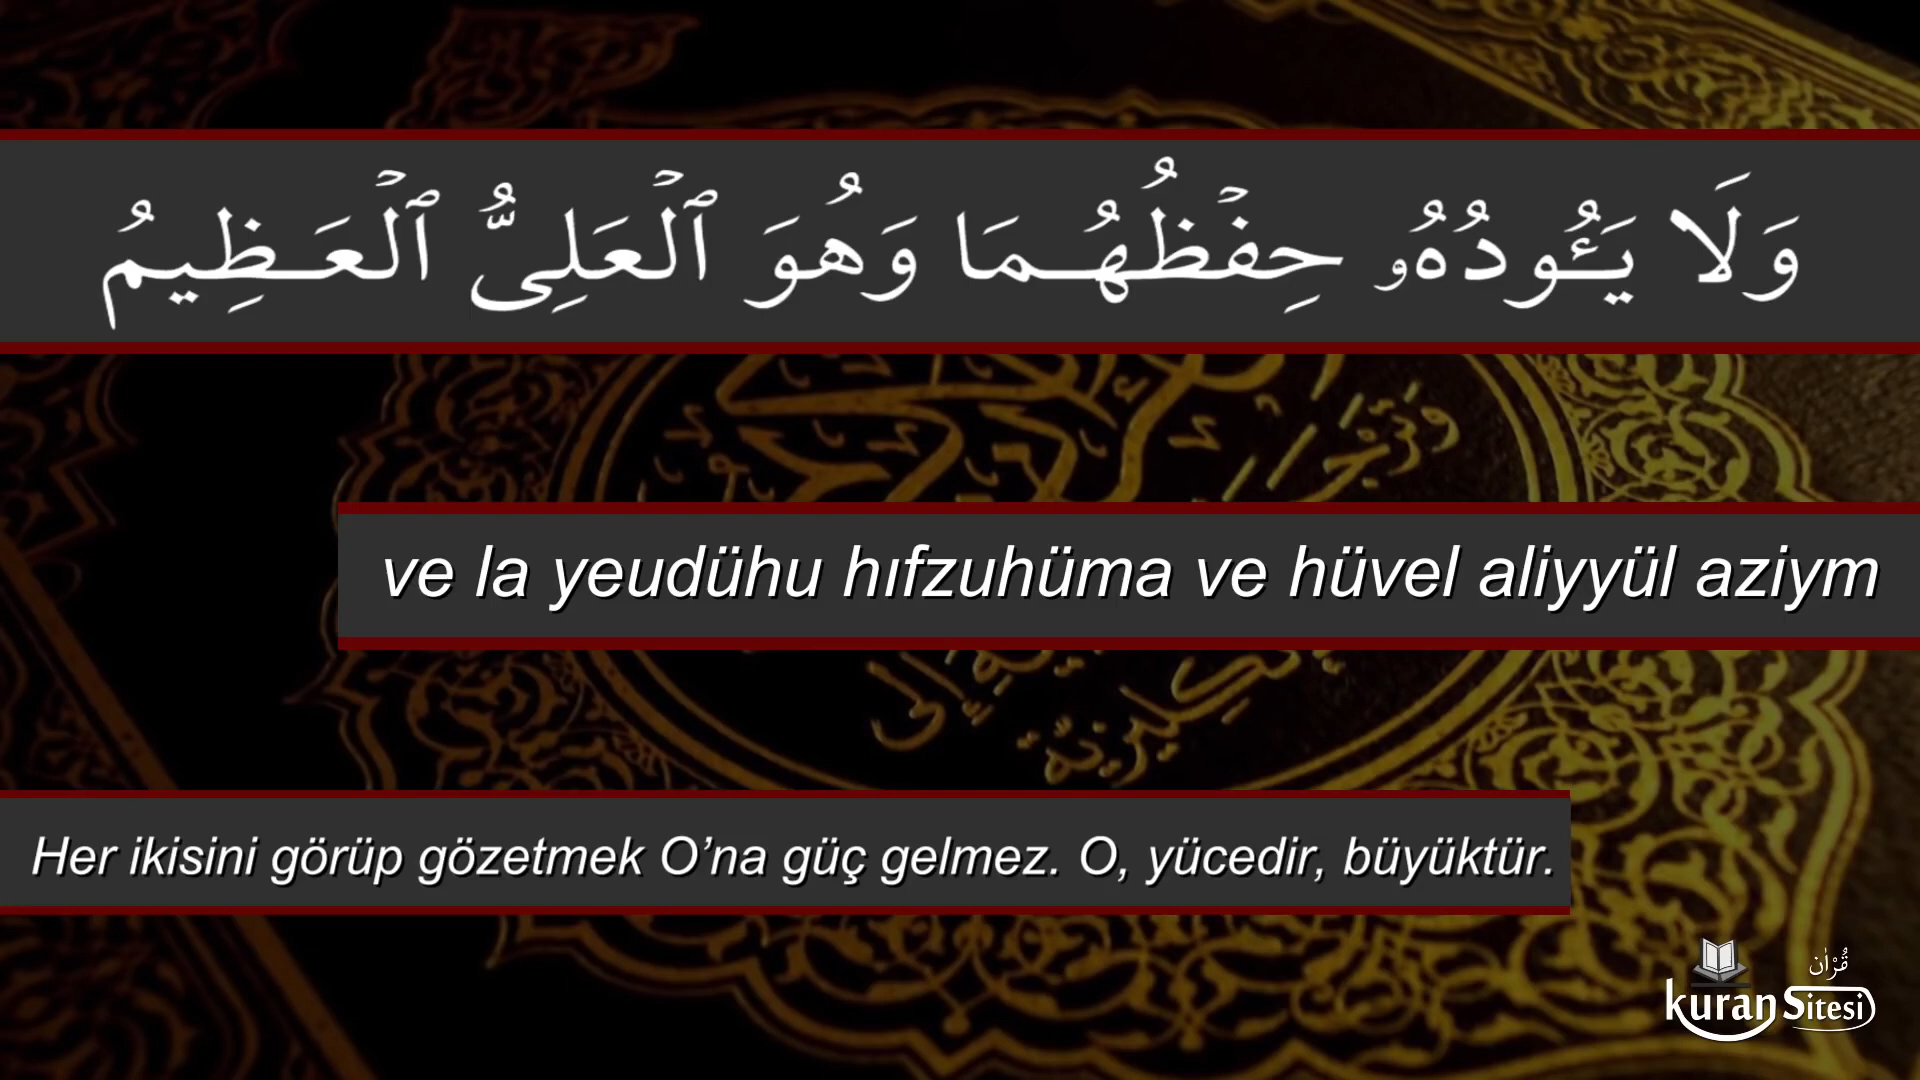 وَلَا يَـُٔودُهُۥ حِفْظُهُمَا وَهُوَ ٱلْعَلِىُّ ٱلْعَظِيمُ
ve la yeudühu hıfzuhüma ve hüvel aliyyül aziym
Her ikisini görüp gözetmek O’na güç gelmez. O, yücedir, büyüktür.
قُرْاٰن
kuran Sitesi